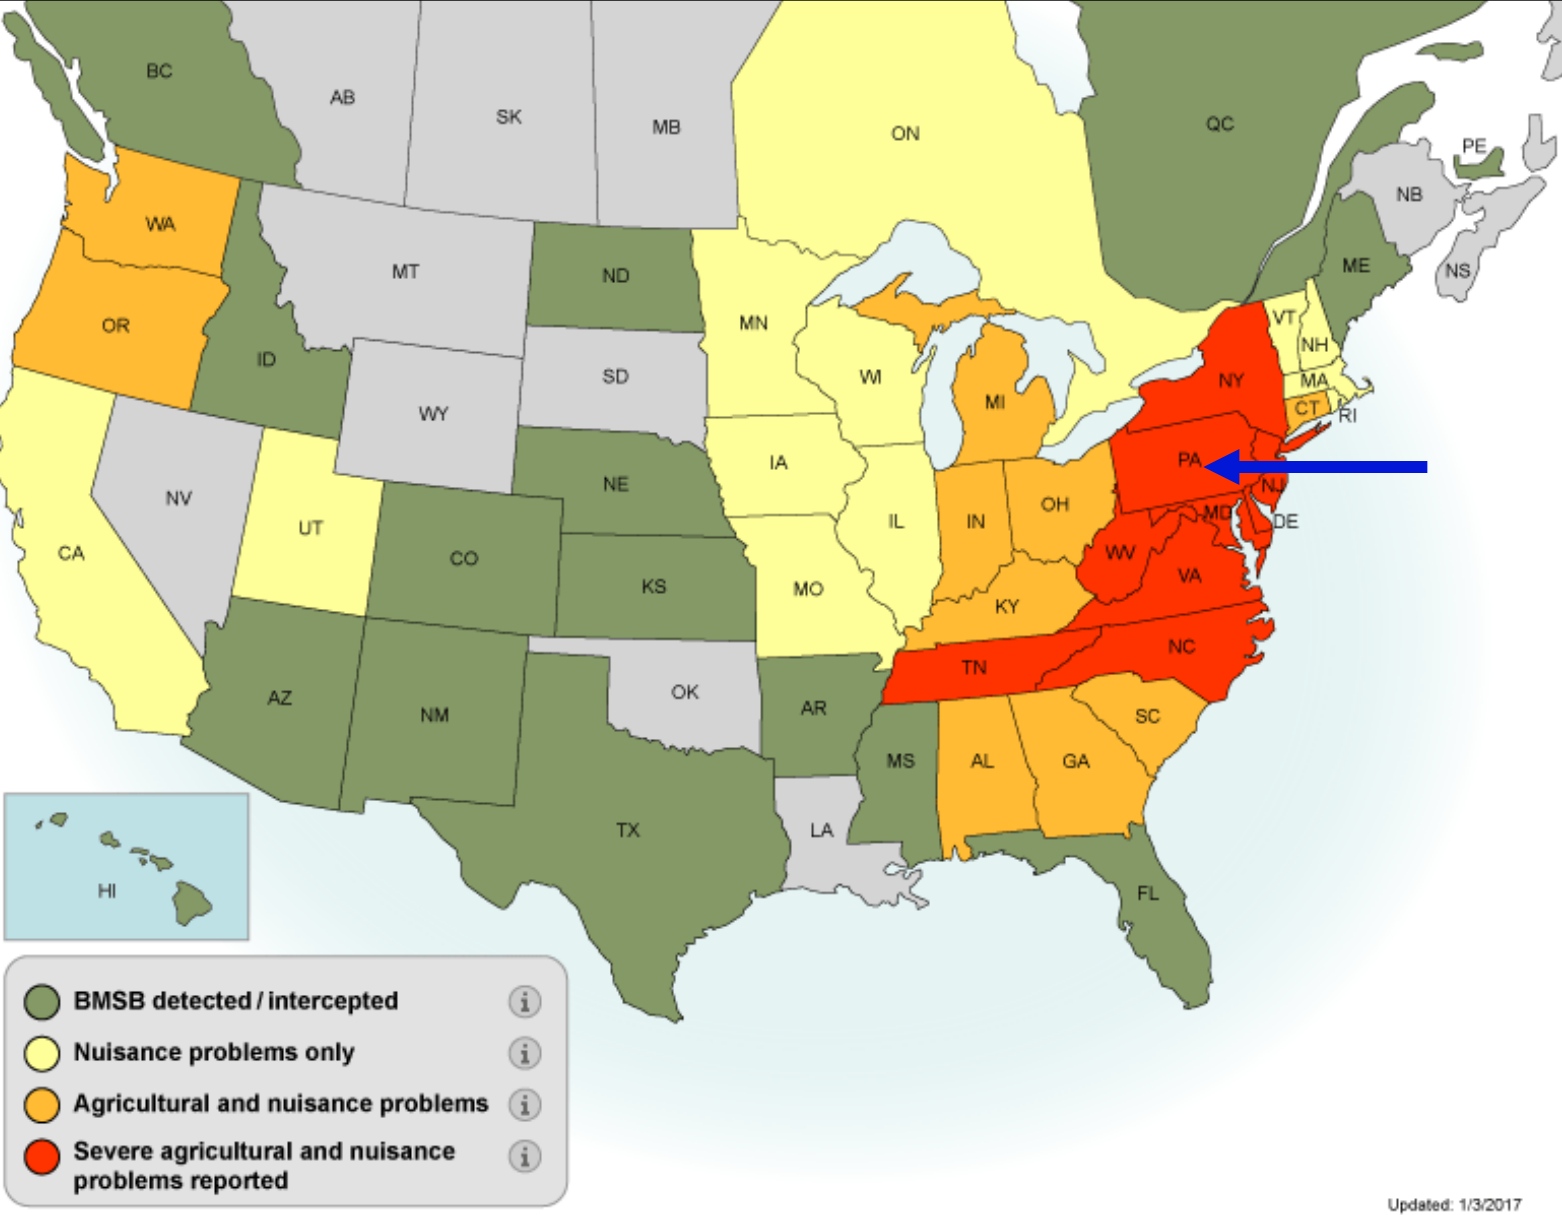 BC
AB
SK
MB
ON
QC
PE
NB
NS
ME
WA
MT
ND
MN
OR
ID
SD
WI
MI
VT
NH
NY
MA
CT
RI
WY
IA
NE
PA
NJ
NV
UT
CA
CO
KS
MO
IL
IN
OH
MD
DE
WV
VA
KY
NC
TN
AZ
NM
OK
AR
SC
MS
AL
GA
TX
LA
FL
HI
BMSB detected / intercepted i
Nuisance problems only i
Agricultural and nuisance problems i
Severe agricultural and nuisance i
problems reported
Updated: 1/3/2017